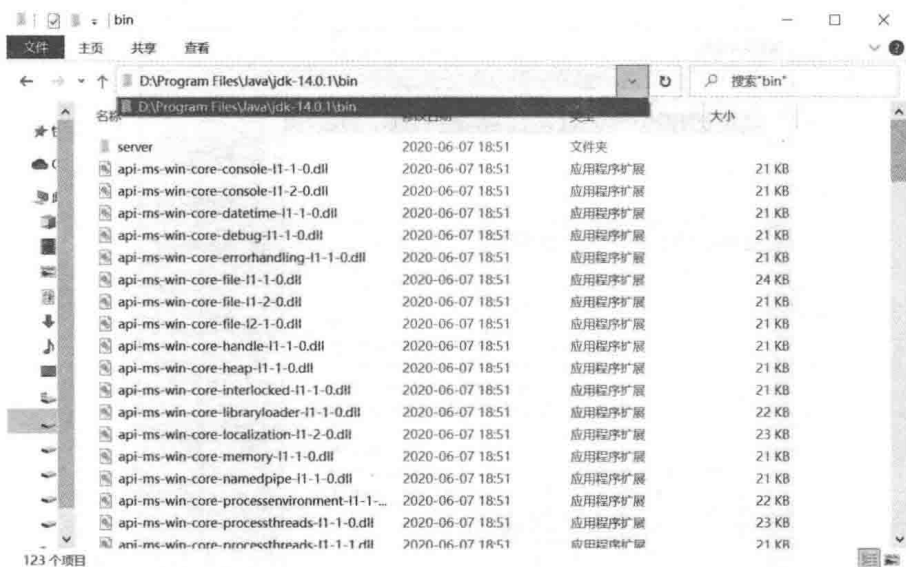 bin
文件 主页 共享 查看
D:\Program Files\Java\jdk-14.0.1\bin 搜索"bin"
D:\Program Files\Java\jdk-14.0.1\bin
名称 修改日期 类型 大小
server 2020-06-07 18:51 文件夹
api-ms-win-core-console-l1-1-0.dll 2020-06-07 18:51 应用程序扩展 21 KB
api-ms-win-core-console-l1-2-0.dll 2020-06-07 18:51 应用程序扩展 21 KB
api-ms-win-core-datetime-l1-1-0.dll 2020-06-07 18:51 应用程序扩展 21 KB
api-ms-win-core-debug-l1-1-0.dll 2020-06-07 18:51 应用程序扩展 21 KB
api-ms-win-core-errorhandling-l1-1-0.dll 2020-06-07 18:51 应用程序扩展 21 KB
api-ms-win-core-file-l1-1-0.dll 2020-06-07 18:51 应用程序扩展 24 KB
api-ms-win-core-file-l1-2-0.dll 2020-06-07 18:51 应用程序扩展 21 KB
api-ms-win-core-file-l2-1-0.dll 2020-06-07 18:51 应用程序扩展 21 KB
api-ms-win-core-handle-l1-1-0.dll 2020-06-07 18:51 应用程序扩展 21 KB
api-ms-win-core-heap-l1-1-0.dll 2020-06-07 18:51 应用程序扩展 21 KB
api-ms-win-core-interlocked-l1-1-0.dll 2020-06-07 18:51 应用程序扩展 21 KB
api-ms-win-core-libraryloader-l1-1-0.dll 2020-06-07 18:51 应用程序扩展 22 KB
api-ms-win-core-localization-l1-2-0.dll 2020-06-07 18:51 应用程序扩展 23 KB
api-ms-win-core-memory-l1-1-0.dll 2020-06-07 18:51 应用程序扩展 21 KB
api-ms-win-core-namedpipe-l1-1-0.dll 2020-06-07 18:51 应用程序扩展 21 KB
api-ms-win-core-processenvironment-l1-1-... 2020-06-07 18:51 应用程序扩展 22 KB
api-ms-win-core-processthreads-l1-1-0.dll 2020-06-07 18:51 应用程序扩展 23 KB
api-ms-win-core-processthreads-l1-1-1.dll 2020-06-07 18:51 应用程序扩展 21 KB
123 个项目